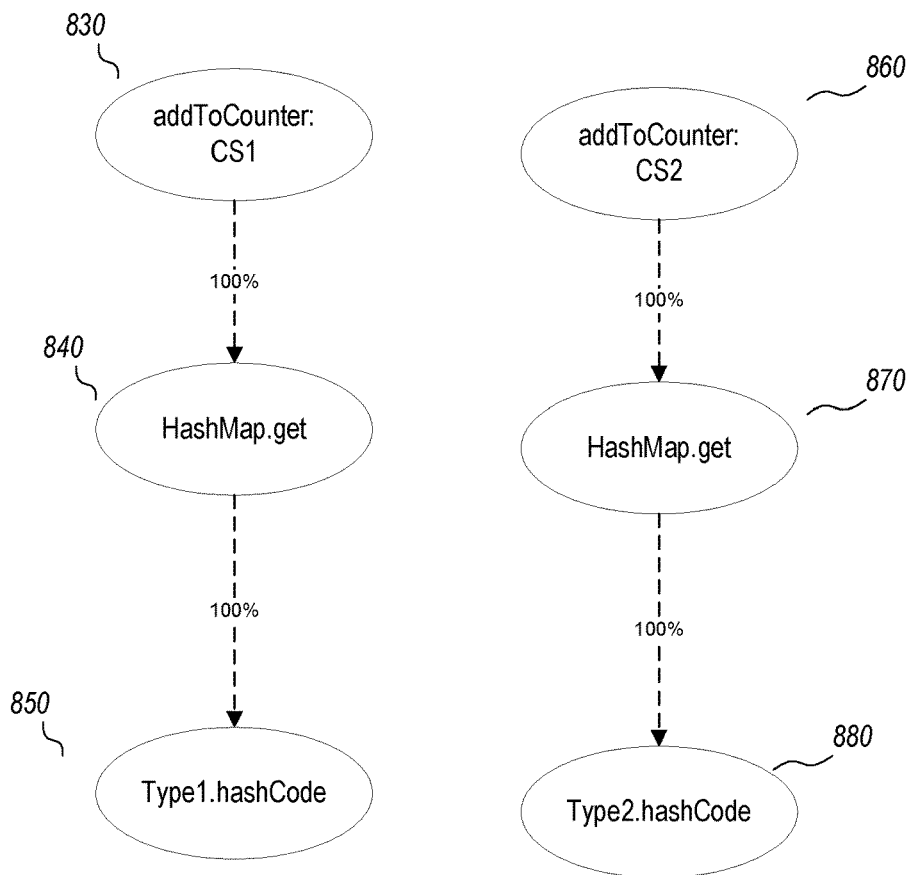 830
addToCounter:
CS1
100%
840
HashMap.get
100%
850
Type1.hashCode
860
addToCounter:
CS2
100%
870
HashMap.get
100%
880
Type2.hashCode